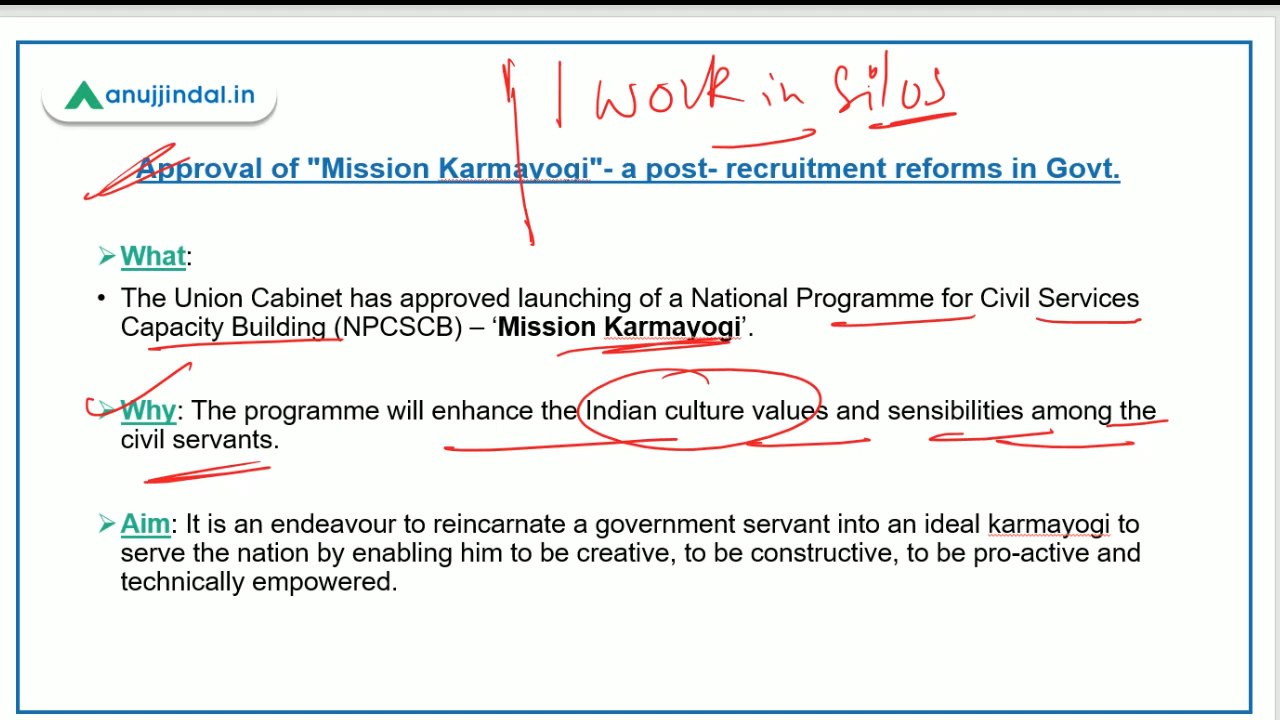 anujjindal.in
work in silos
Approval of "Mission Karmayogi"- a post- recruitment reforms in Govt.
➢ What:
• The Union Cabinet has approved launching of a National Programme for Civil Services
Capacity Building (NPCSCB) – ‘Mission Karmayogi’.
➢ Why: The programme will enhance the Indian culture values and sensibilities among the
civil servants.
➢ Aim: It is an endeavour to reincarnate a government servant into an ideal karmayogi to
serve the nation by enabling him to be creative, to be constructive, to be pro-active and
technically empowered.